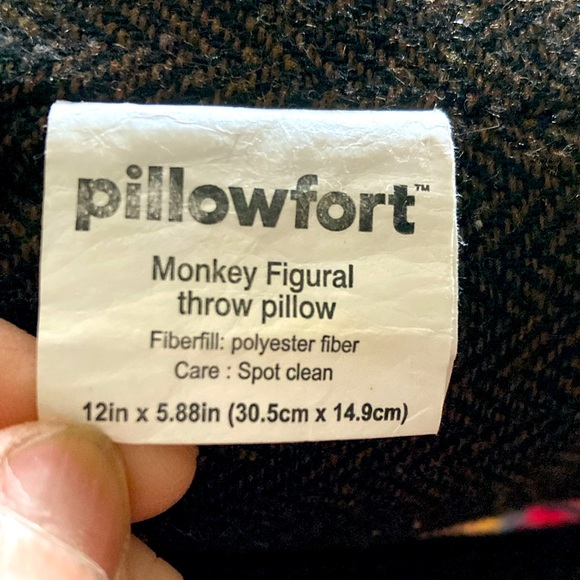 pillowfort™
Monkey Figural
throw pillow
Fiberfill: polyester fiber
Care : Spot clean
12in x 5.88in (30.5cm x 14.9cm)